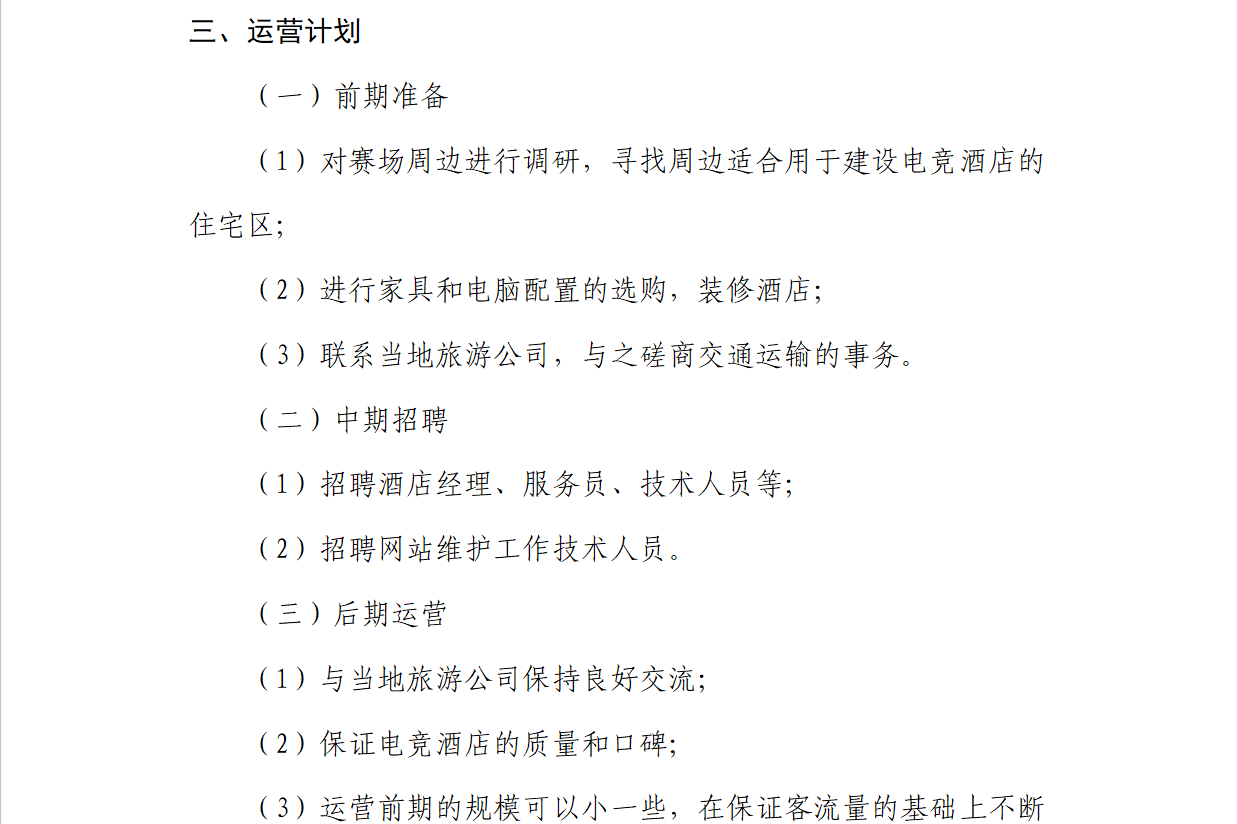 三、运营计划
（一）前期准备
（1）对赛场周边进行调研，寻找周边适合用于建设电竞酒店的
住宅区；
（2）进行家具和电脑配置的选购，装修酒店；
（3）联系当地旅游公司，与之磋商交通运输的事务。
（二）中期招聘
（1）招聘酒店经理、服务员、技术人员等；
（2）招聘网站维护工作技术人员。
（三）后期运营
（1）与当地旅游公司保持良好交流；
（2）保证电竞酒店的质量和口碑；
（3）运营前期的规模可以小一些，在保证客流量的基础上不断